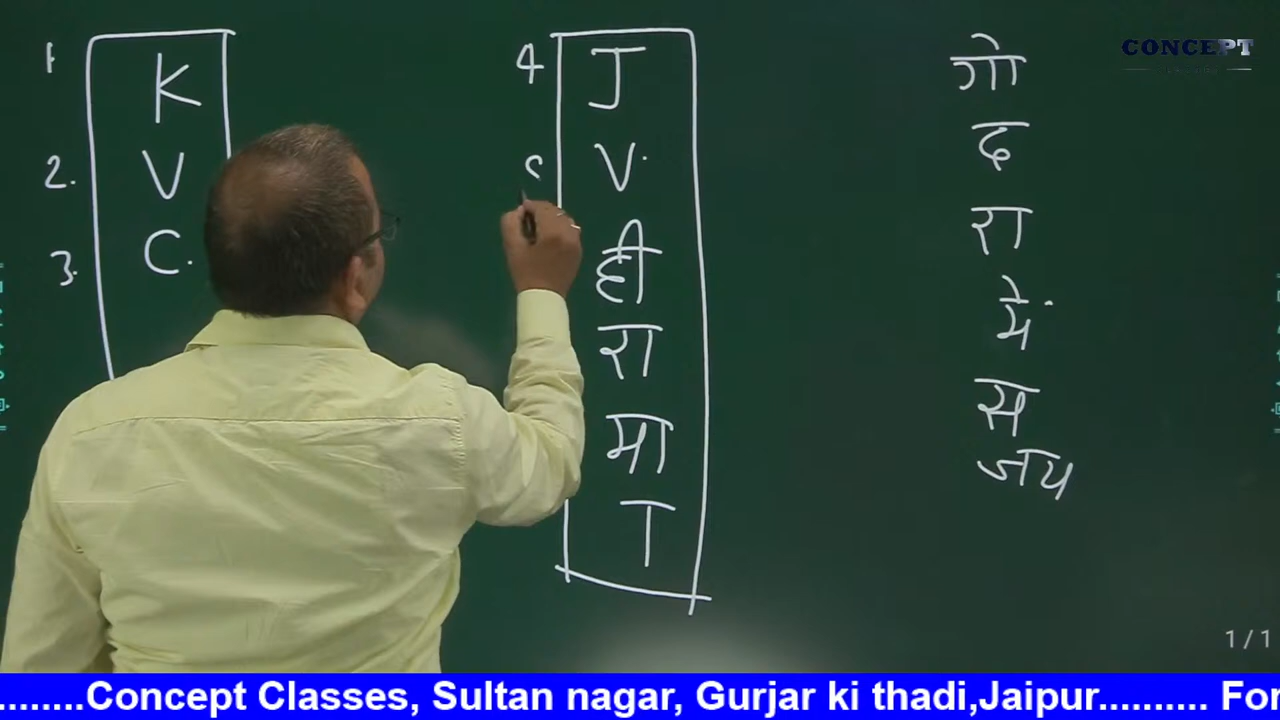 1 K
2. V
3. C.
4 J
V.
ही
रा
मा
T
गो
द
रा
में
स
जय
CONCEPT
1/1
........Concept Classes, Sultan nagar, Gurjar ki thadi,Jaipur.......... For